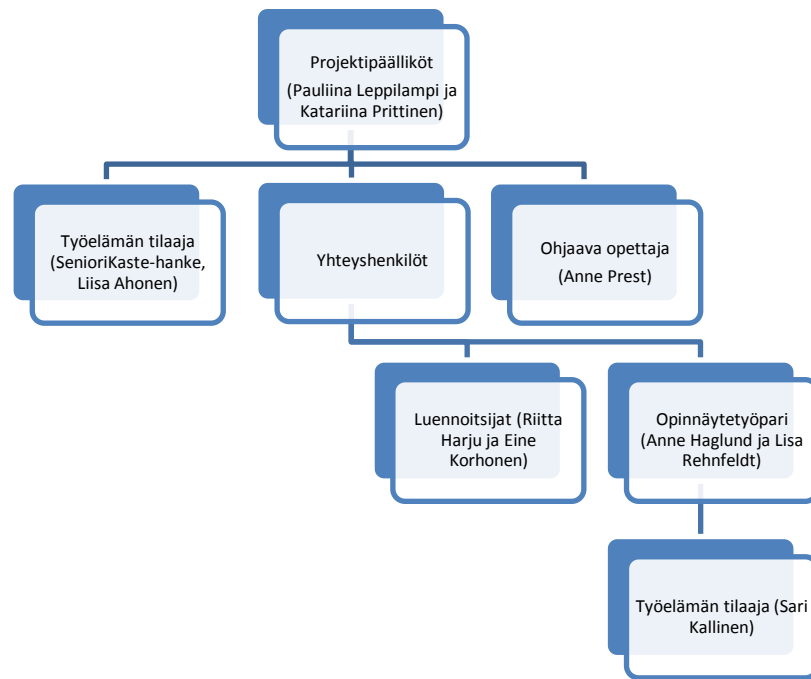 Projektipäälliköt
(Pauliina Leppilampi ja
Katariina Prittinen)
Työelämän tilaaja
(SenioriKaste-hanke,
Liisa Ahonen)
Yhteyshenkilöt
Ohjaava opettaja
(Anne Prest)
Luennoitsijat (Riitta
Harju ja Eine
Korhonen)
Opinnäytetyöpari
(Anne Haglund ja Lisa
Rehnfeldt)
Työelämän tilaaja (Sari
Kallinen)